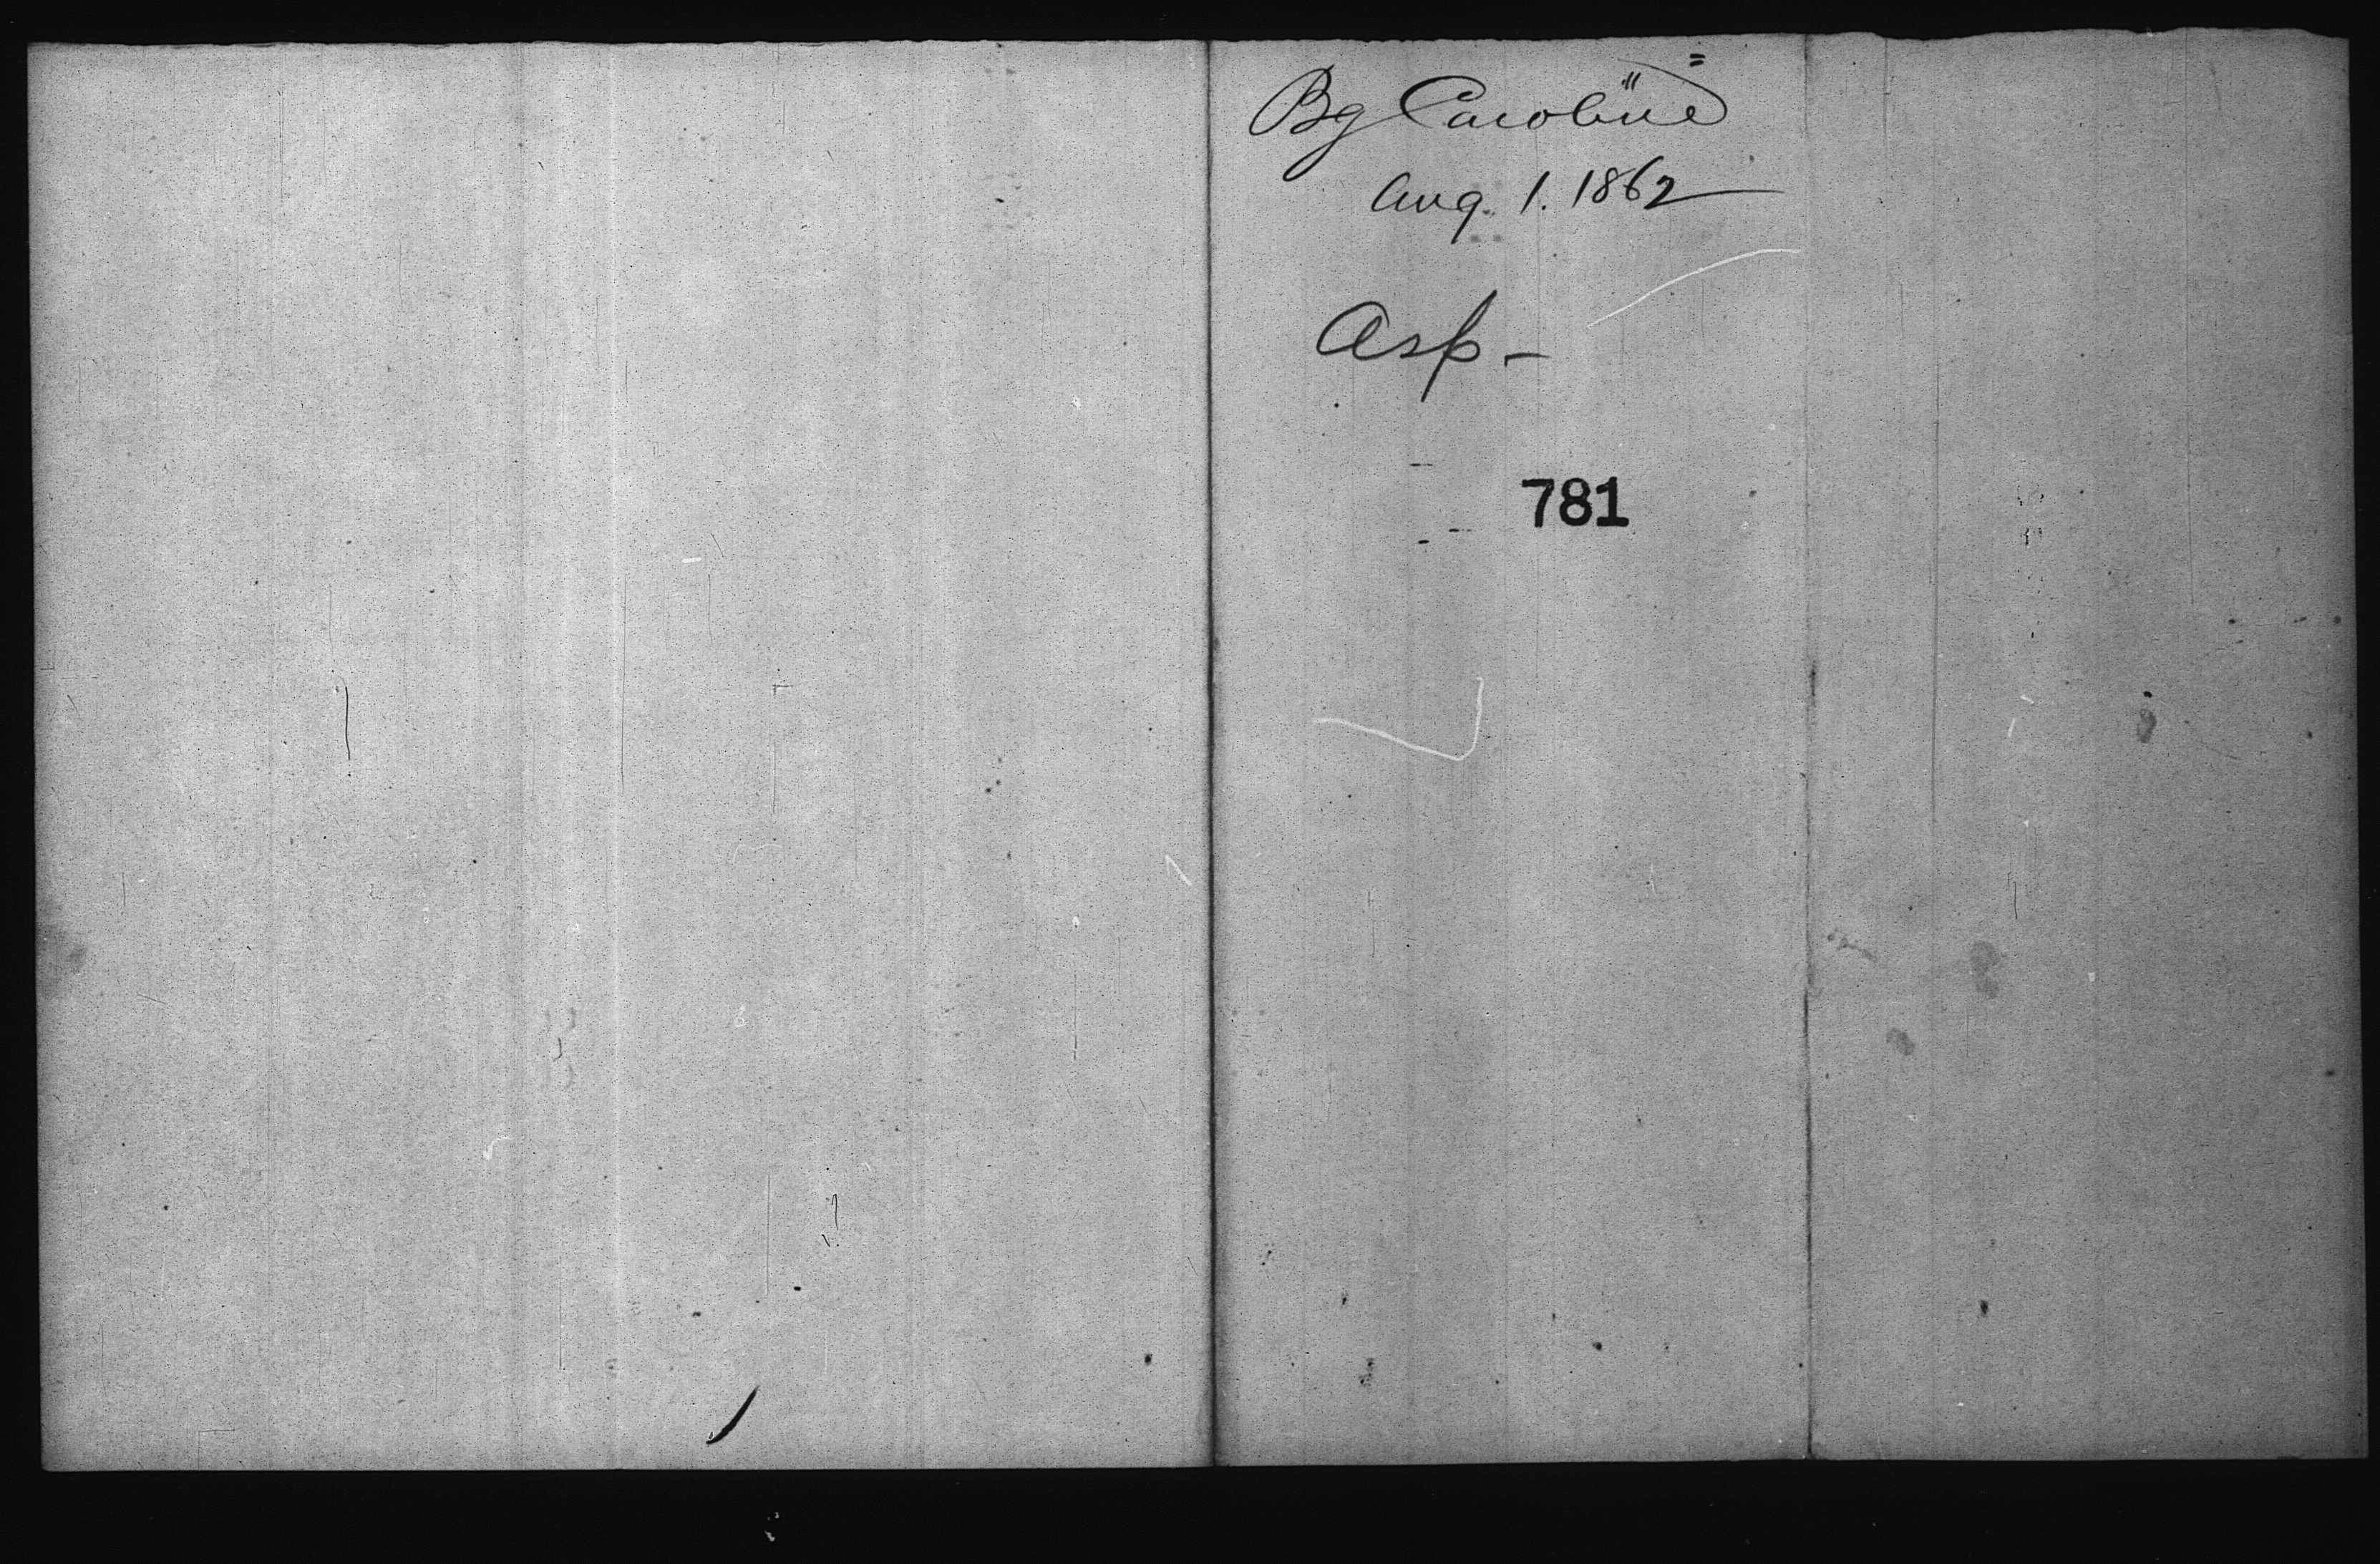 Bg Caroline"
Aug. 1. 1862
Asp -
781